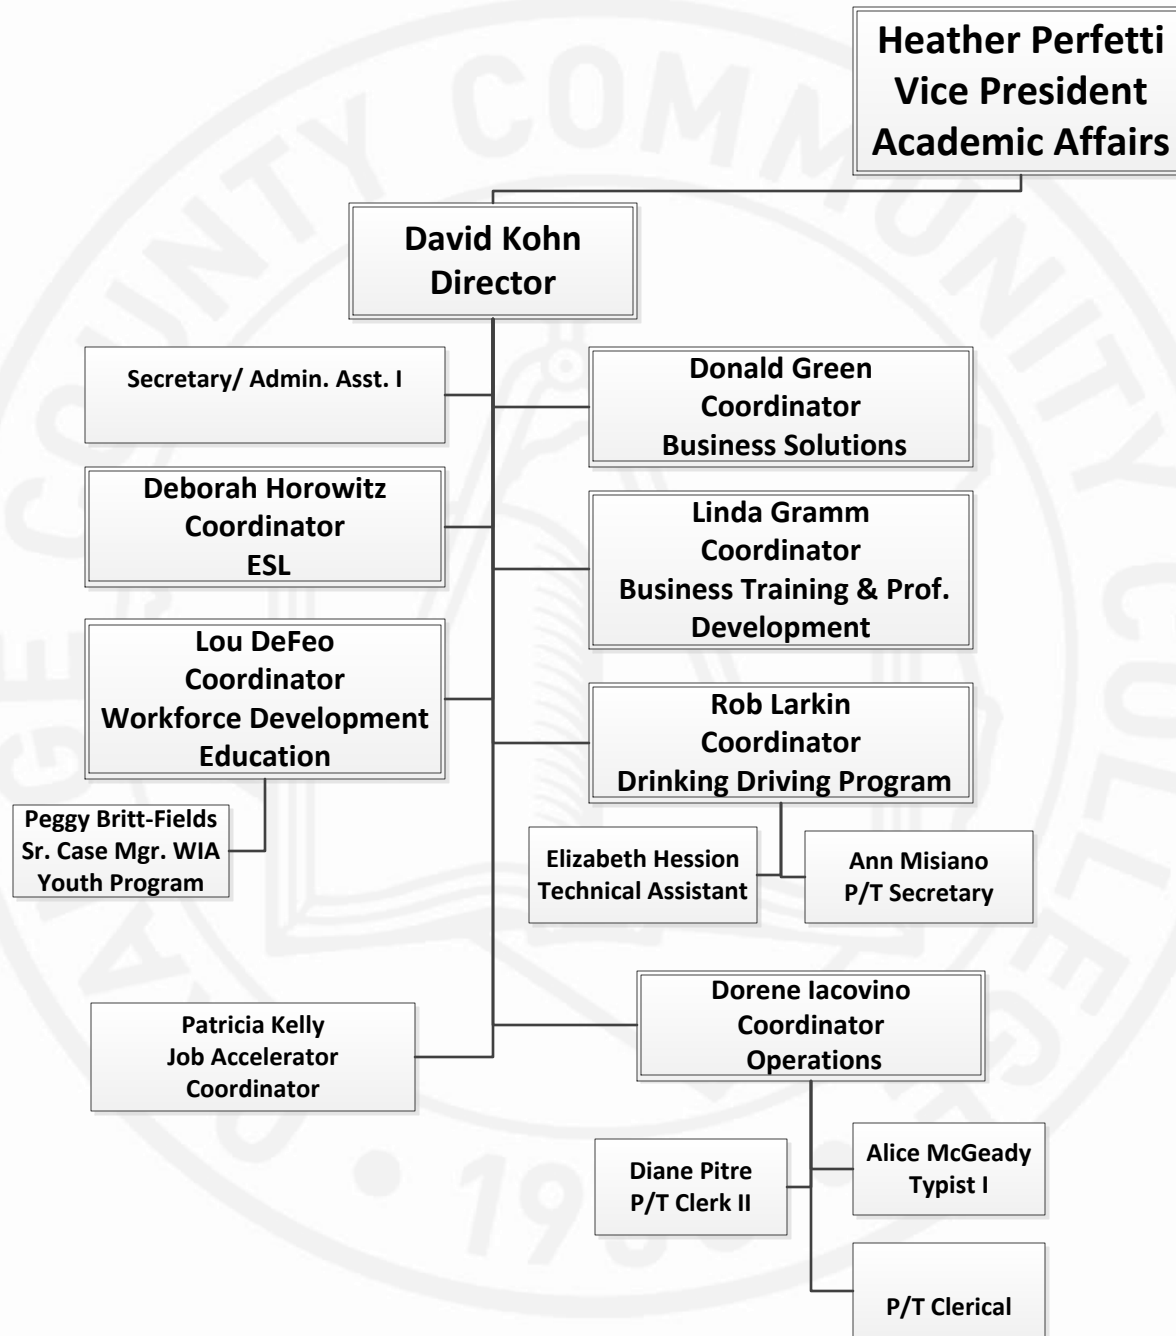 Heather Perfetti
Vice President
Academic Affairs
David Kohn
Director
Secretary/ Admin. Asst. I
Donald Green
Coordinator
Business Solutions
Deborah Horowitz
Coordinator
ESL
Linda Gramm
Coordinator
Business Training & Prof.
Development
Lou DeFeo
Coordinator
Workforce Development
Education
Rob Larkin
Coordinator
Drinking Driving Program
Peggy Britt-Fields
Sr. Case Mgr. WIA
Youth Program
Elizabeth Hession
Technical Assistant
Ann Misiano
P/T Secretary
Patricia Kelly
Job Accelerator
Coordinator
Dorene Iacovino
Coordinator
Operations
Diane Pitre
P/T Clerk II
Alice McGeady
Typist I
P/T Clerical
COUNTY COMMUNITY COLLEGE